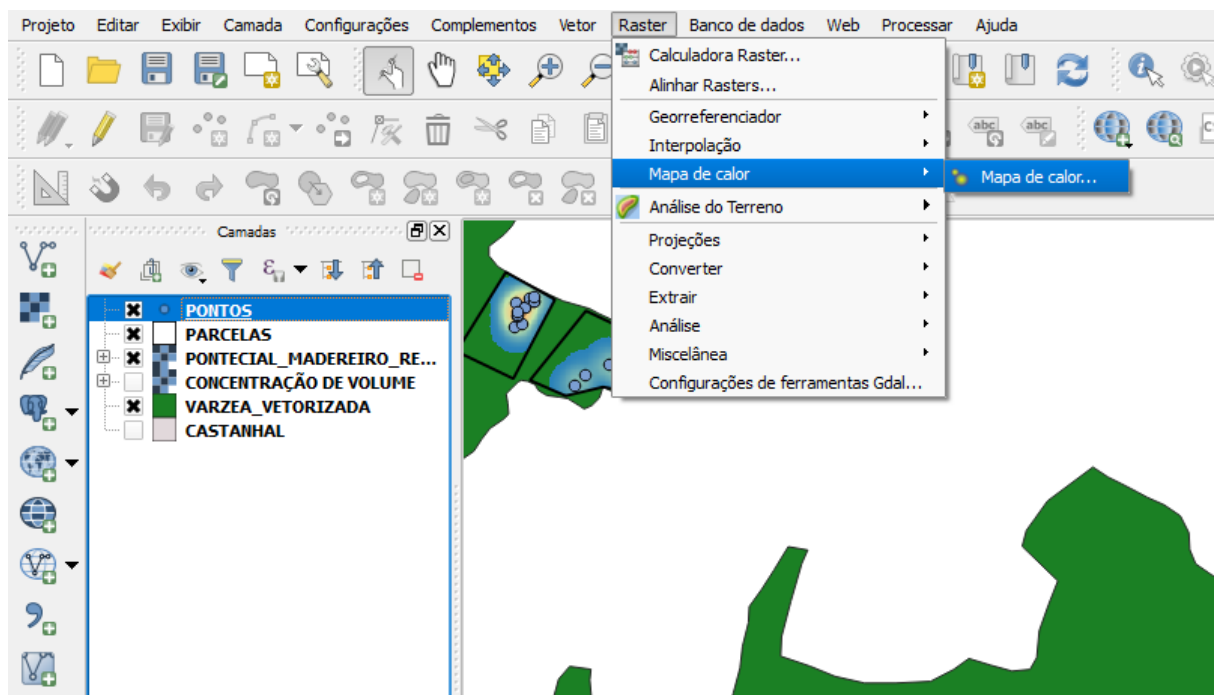 Projeto Editar Exibir Camada Configurações Complementos Vetor Raster Banco de dados Web Processar Ajuda
Calculadora Raster...
Alinhar Rasters...
Georreferenciador
Interpolação
Mapa de calor
Mapa de calor...
Análise do Terreno
Projeções
Converter
Extrair
Análise
Miscelânea
Configurações de ferramentas Gdal...
abc abc
Camadas
PONTOS
PARCELAS
PONTECIAL_MADEREIRO_RE...
CONCENTRAÇÃO DE VOLUME
VARZEA_VETORIZADA
CASTANHAL